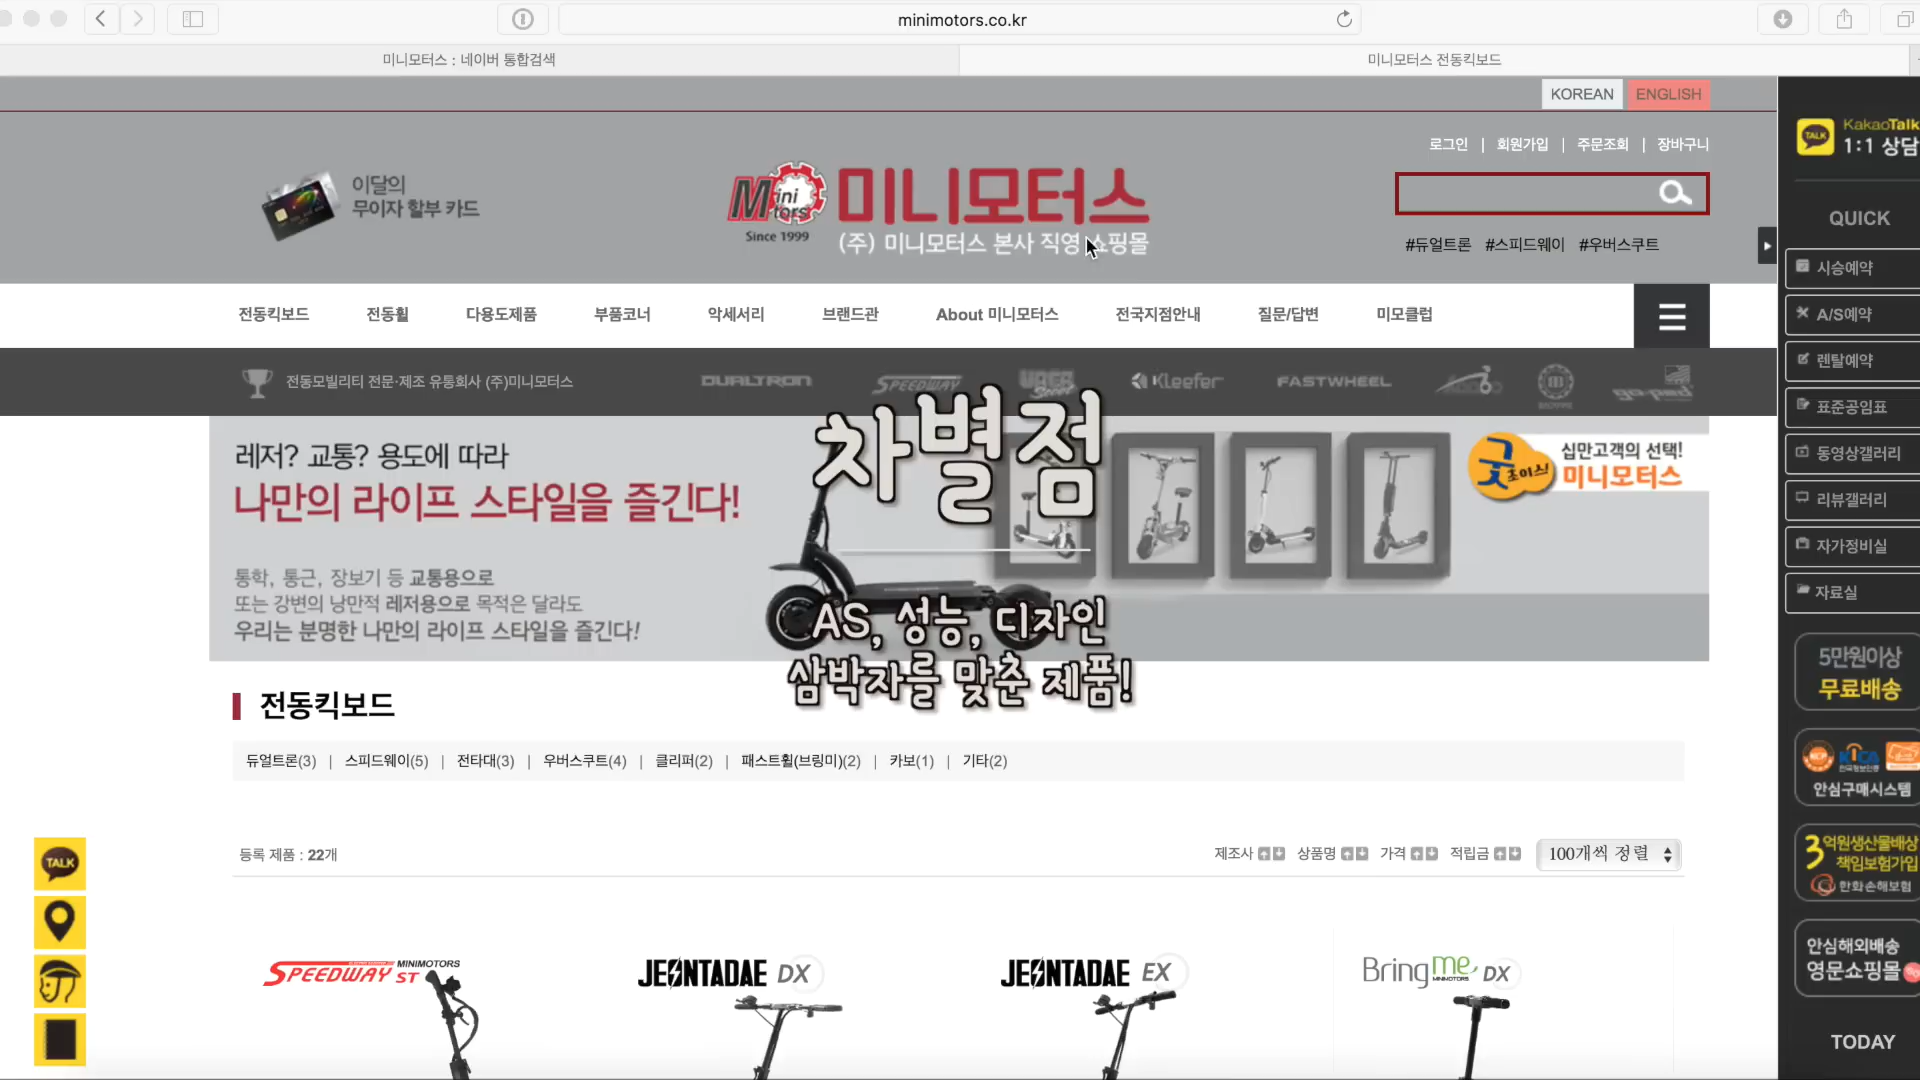 minimotors.co.kr
미니모터스 : 네이버 통합검색
미니모터스 전동킥보드
KOREAN ENGLISH
로그인 | 회원가입 | 주문조회 | 장바구니
이달의
무이자 할부 카드
Mini Motors
Since 1999
미니모터스
(주) 미니모터스 본사 직영 쇼핑몰
#듀얼트론 #스피드웨이 #우버스쿠트
전동킥보드 전동휠 다용도제품 부품코너 악세서리 브랜드관 About 미니모터스 전국지점안내 질문/답변 미모클럽
전동모빌리티 전문·제조 유통회사 (주)미니모터스
DUALTRON SPEEDWAY UBER Scoot Kleefer FASTWHEEL
차별점
레저? 교통? 용도에 따라
나만의 라이프 스타일을 즐긴다!
통학, 통근, 장보기 등 교통용으로
또는 강변의 낭만적 레저용으로 목적은 달라도
우리는 분명한 나만의 라이프 스타일을 즐긴다!
굿초이스!
십만고객의 선택!
미니모터스
AS, 성능, 디자인
삼박자를 맞춘 제품!
전동킥보드
듀얼트론(3) | 스피드웨이(5) | 전타대(3) | 우버스쿠트(4) | 클리퍼(2) | 패스트휠(브링미)(2) | 카보(1) | 기타(2)
등록 제품 : 22개
제조사 상품명 가격 적립금 100개씩 정렬
SPEEDWAY ST MINIMOTORS
JEONTADAE DX
JEONTADAE EX
Bring me MINIMOTORS DX
TALK
KakaoTalk
1:1 상담
QUICK
시승예약
A/S예약
렌탈예약
표준공임표
동영상갤러리
리뷰갤러리
자가정비실
자료실
5만원이상
무료배송
안심구매시스템
3억원생산물배상
책임보험가입
한화손해보험
안심해외배송
영문쇼핑몰
TODAY
TALK